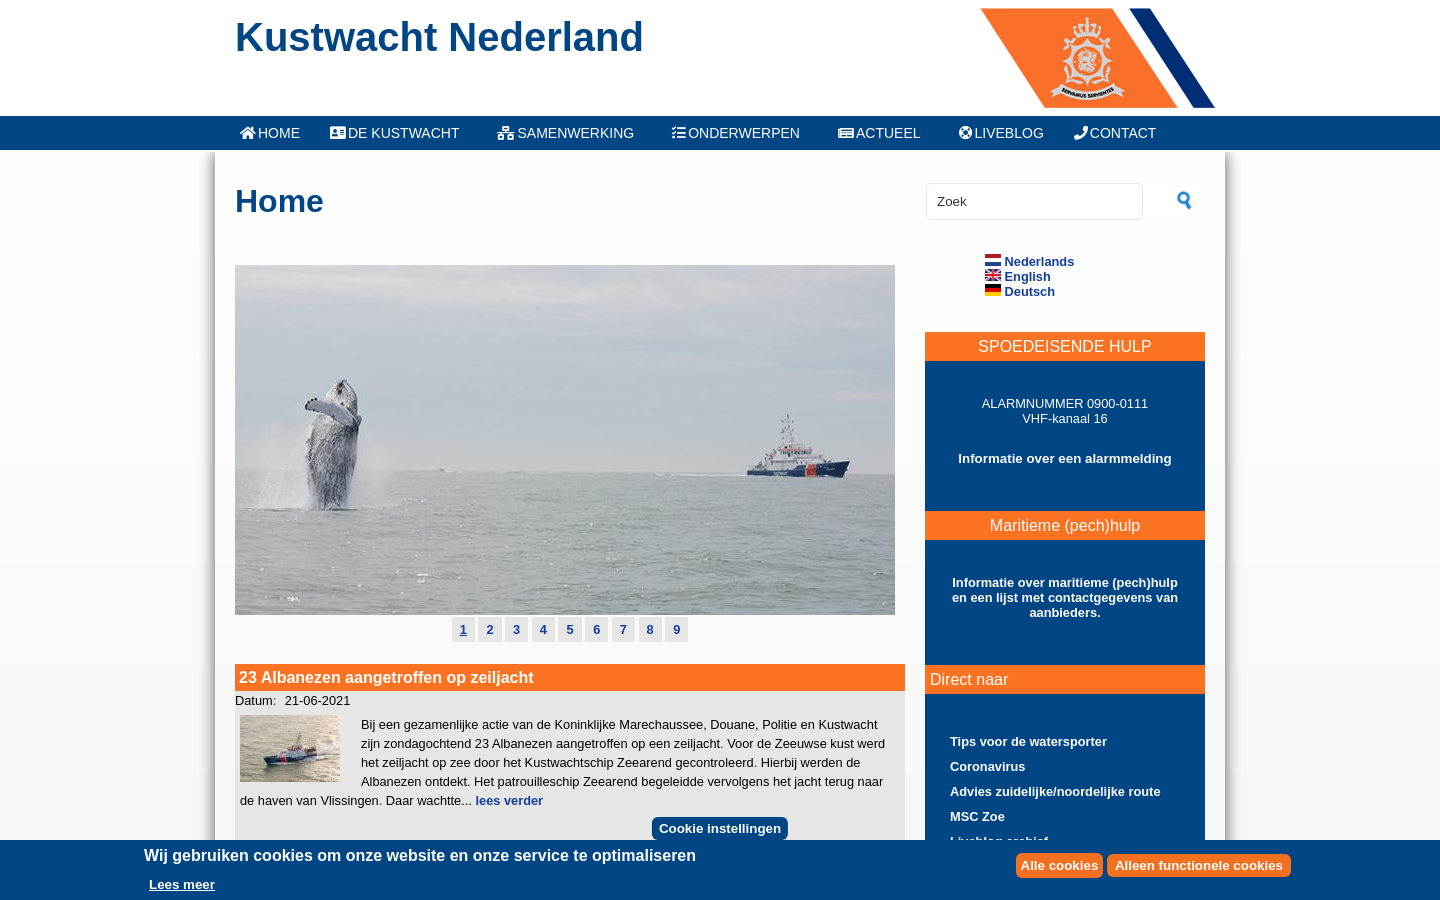 Kustwacht Nederland
SERVAMUS SERVIENTES
HOME DE KUSTWACHT SAMENWERKING ONDERWERPEN ACTUEEL LIVEBLOG CONTACT
Home
Zoek
Nederlands
English
Deutsch
SPOEDEISENDE HULP
ALARMNUMMER 0900-0111
VHF-kanaal 16
Informatie over een alarmmelding
Maritieme (pech)hulp
Informatie over maritieme (pech)hulp
en een lijst met contactgegevens van
aanbieders.
1 2 3 4 5 6 7 8 9
23 Albanezen aangetroffen op zeiljacht
Datum: 21-06-2021
Bij een gezamenlijke actie van de Koninklijke Marechaussee, Douane, Politie en Kustwacht
zijn zondagochtend 23 Albanezen aangetroffen op een zeiljacht. Voor de Zeeuwse kust werd
het zeiljacht op zee door het Kustwachtschip Zeearend gecontroleerd. Hierbij werden de
Albanezen ontdekt. Het patrouilleschip Zeearend begeleidde vervolgens het jacht terug naar
de haven van Vlissingen. Daar wachtte... lees verder
Direct naar
Tips voor de watersporter
Coronavirus
Advies zuidelijke/noordelijke route
MSC Zoe
Liveblog archief
Cookie instellingen
Wij gebruiken cookies om onze website en onze service te optimaliseren
Lees meer
Alle cookies
Alleen functionele cookies